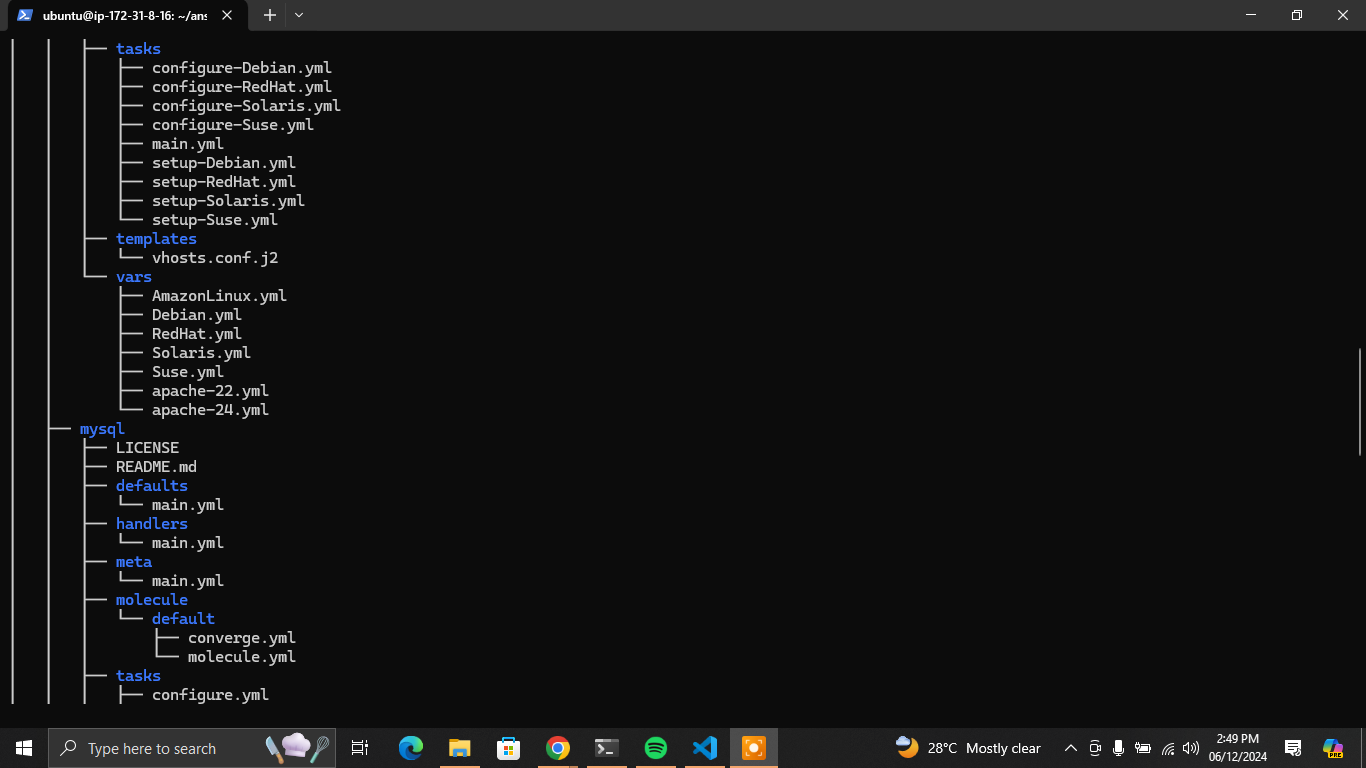 ubuntu@ip-172-31-8-16: ~/ans
tasks
configure-Debian.yml
configure-RedHat.yml
configure-Solaris.yml
configure-Suse.yml
main.yml
setup-Debian.yml
setup-RedHat.yml
setup-Solaris.yml
setup-Suse.yml
templates
vhosts.conf.j2
vars
AmazonLinux.yml
Debian.yml
RedHat.yml
Solaris.yml
Suse.yml
apache-22.yml
apache-24.yml
mysql
LICENSE
README.md
defaults
main.yml
handlers
main.yml
meta
main.yml
molecule
default
converge.yml
molecule.yml
tasks
configure.yml
Type here to search
28°C Mostly clear
2:49 PM
06/12/2024
PRE